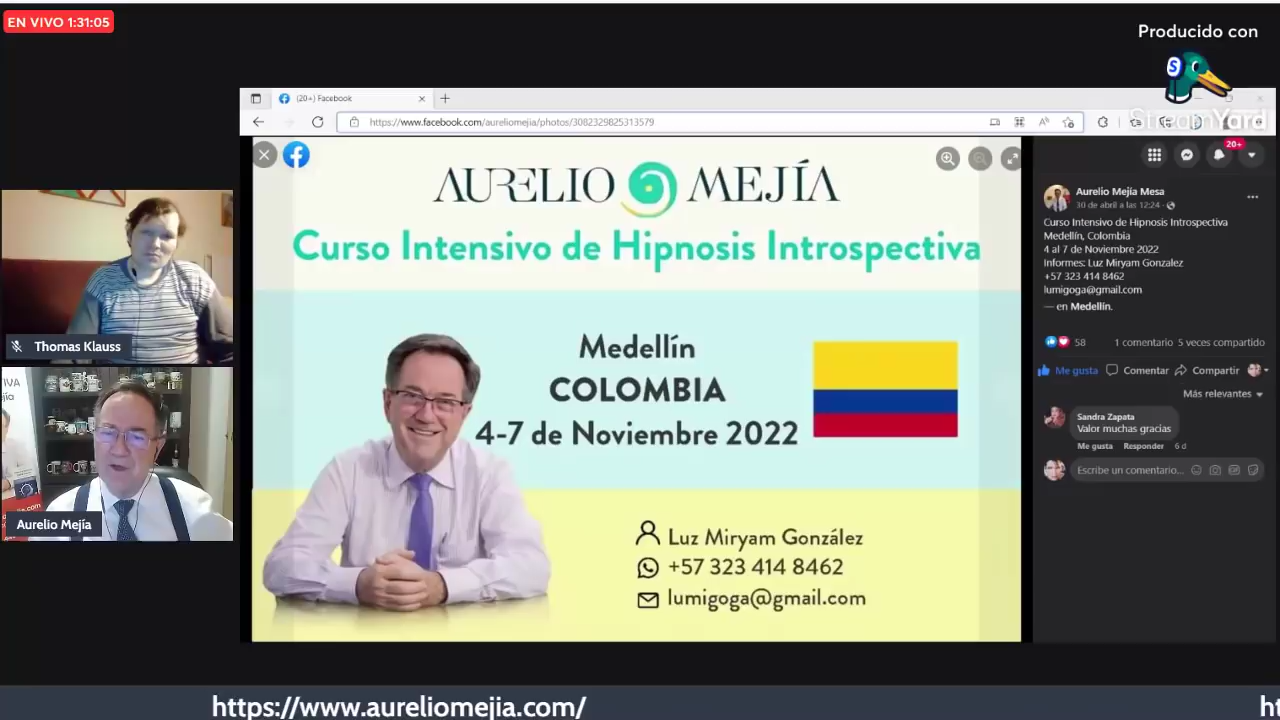 EN VIVO 1:31:05
Producido con
StreamYard
S
(20+) Facebook
https://www.facebook.com/aureliomejia/photos/3082329825313579
AURELIO MEJÍA
Curso Intensivo de Hipnosis Introspectiva
Medellín
COLOMBIA
4-7 de Noviembre 2022
Luz Miryam González
+57 323 414 8462
lumigoga@gmail.com
20+
Aurelio Mejía Mesa
30 de abril a las 12:24 ·
Curso Intensivo de Hipnosis Introspectiva
Medellín, Colombia
4 al 7 de Noviembre 2022
Informes: Luz Miryam Gonzalez
+57 323 414 8462
lumigoga@gmail.com
— en Medellín.
58
1 comentario 5 veces compartido
Me gusta Comentar Compartir
Más relevantes
Sandra Zapata
Valor muchas gracias
Me gusta Responder 6 d
Escribe un comentario...
Thomas Klauss
Aurelio Mejía
https://www.aureliomejia.com/